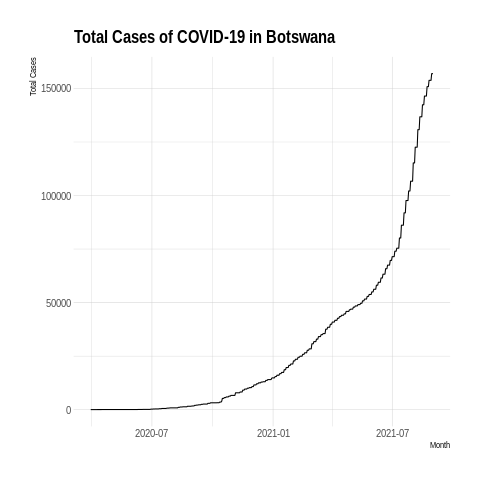 Total Cases of COVID-19 in Botswana
Total Cases
150000
100000
50000
0
2020-07
2021-01
2021-07
Month